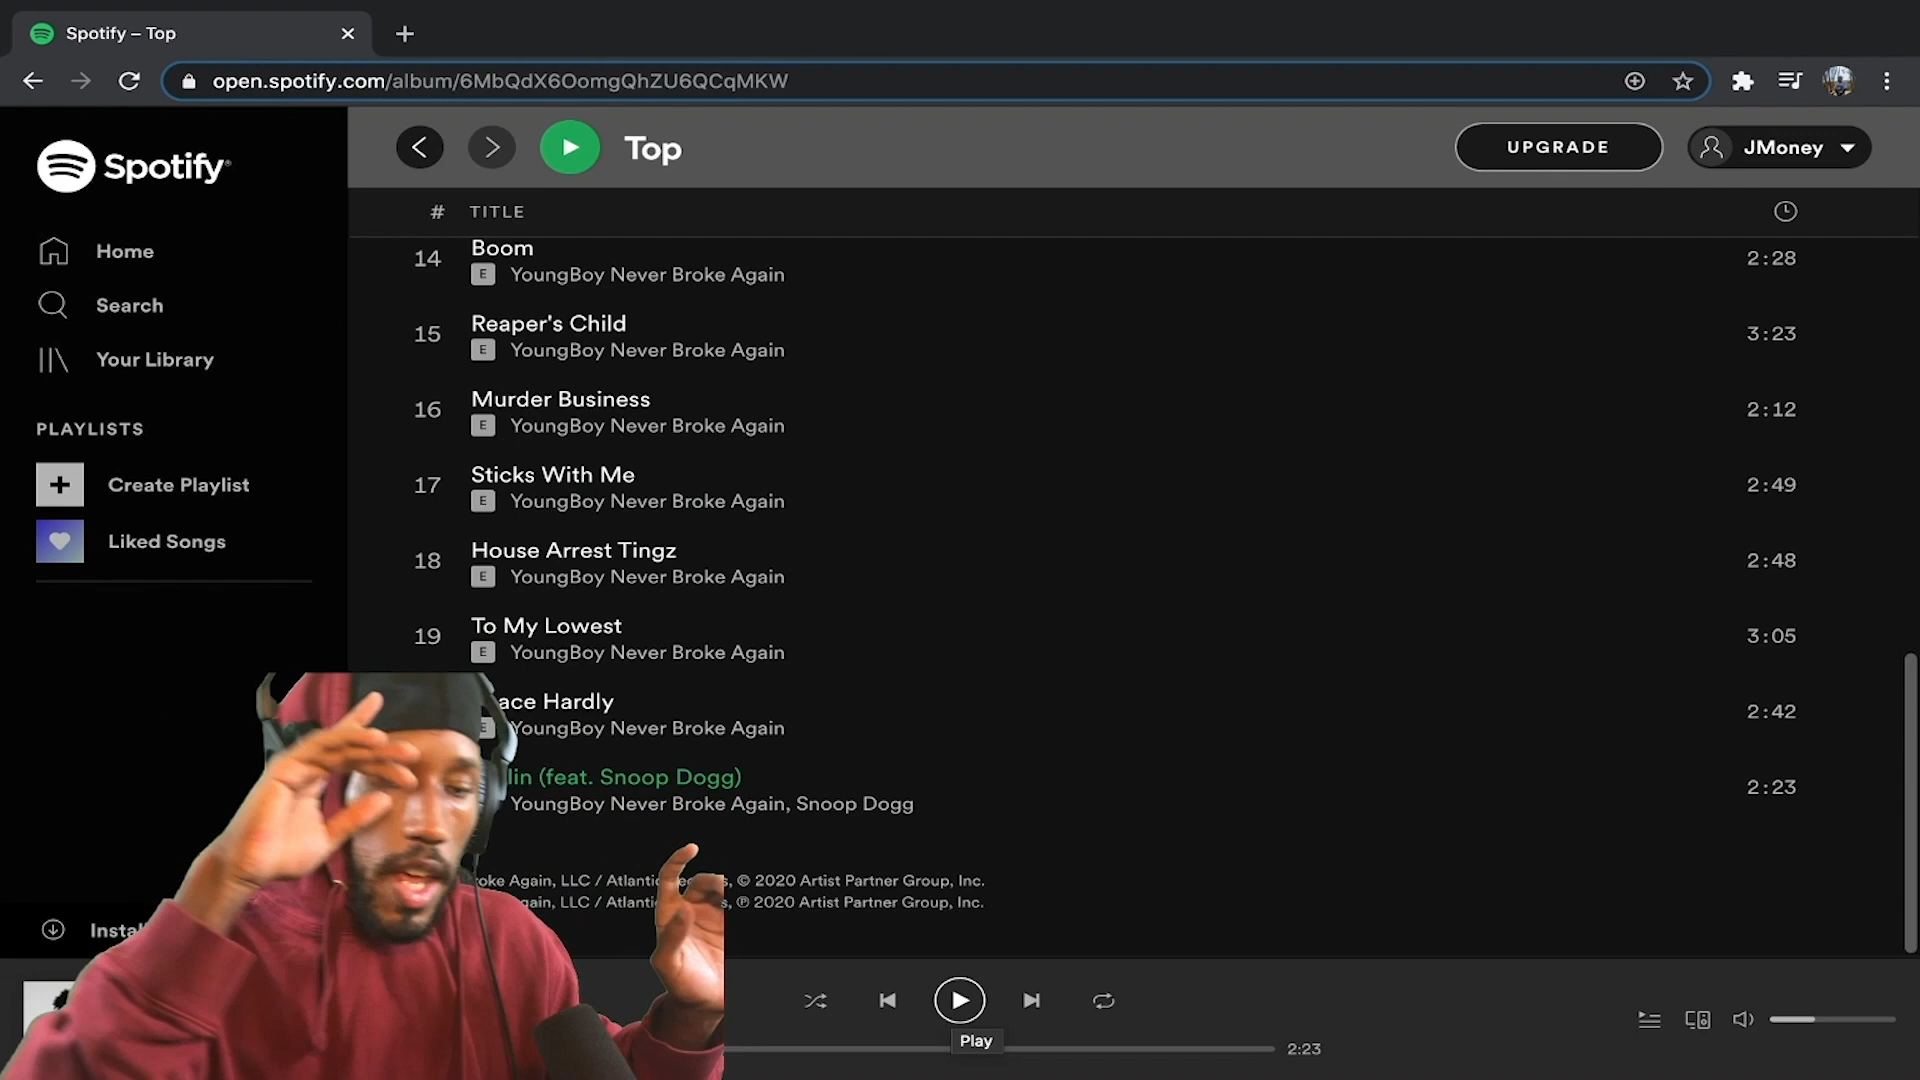 Spotify – Top
open.spotify.com/album/6MbQdX6OomgQhZU6QCqMKW
Spotify
Top
UPGRADE
JMoney
Home
Search
Your Library
PLAYLISTS
Create Playlist
Liked Songs
# TITLE
14 Boom 2:28
E YoungBoy Never Broke Again
15 Reaper's Child 3:23
E YoungBoy Never Broke Again
16 Murder Business 2:12
E YoungBoy Never Broke Again
17 Sticks With Me 2:49
E YoungBoy Never Broke Again
18 House Arrest Tingz 2:48
E YoungBoy Never Broke Again
19 To My Lowest 3:05
E YoungBoy Never Broke Again
ace Hardly 2:42
E YoungBoy Never Broke Again
lin (feat. Snoop Dogg) 2:23
YoungBoy Never Broke Again, Snoop Dogg
roke Again, LLC / Atlantic © 2020 Artist Partner Group, Inc.
gain, LLC / Atlantic ℗ 2020 Artist Partner Group, Inc.
Install
Play
2:23